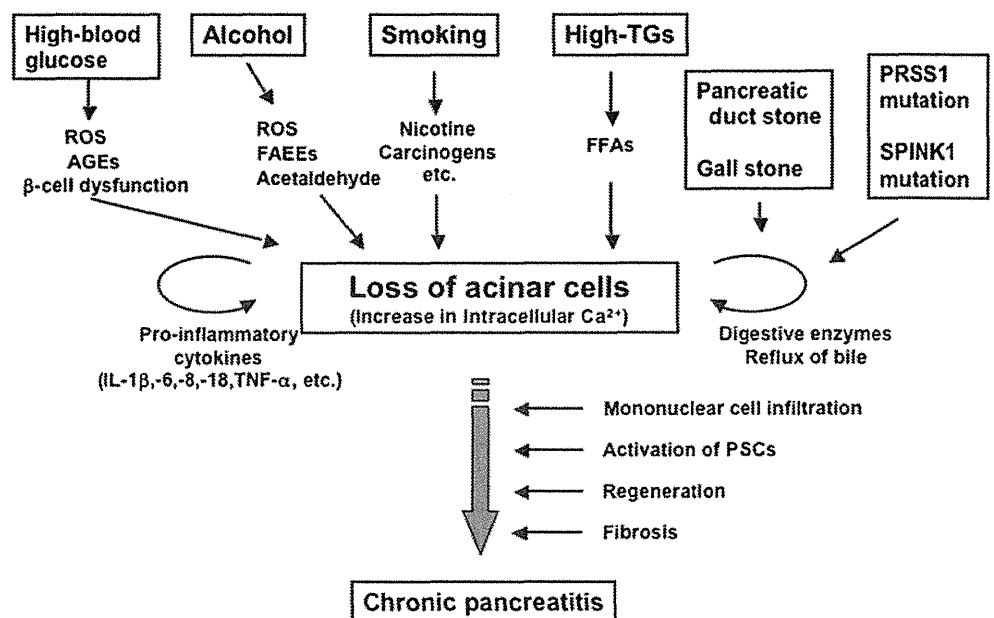 High-blood
glucose
Alcohol
Smoking
High-TGs
Pancreatic
duct stone
Gall stone
PRSS1
mutation
SPINK1
mutation
ROS
AGEs
β-cell dysfunction
ROS
FAEEs
Acetaldehyde
Nicotine
Carcinogens
etc.
FFAs
Loss of acinar cells
(Increase in Intracellular Ca²⁺)
Pro-inflammatory
cytokines
(IL-1β,-6,-8,-18,TNF-α, etc.)
Digestive enzymes
Reflux of bile
Mononuclear cell infiltration
Activation of PSCs
Regeneration
Fibrosis
Chronic pancreatitis